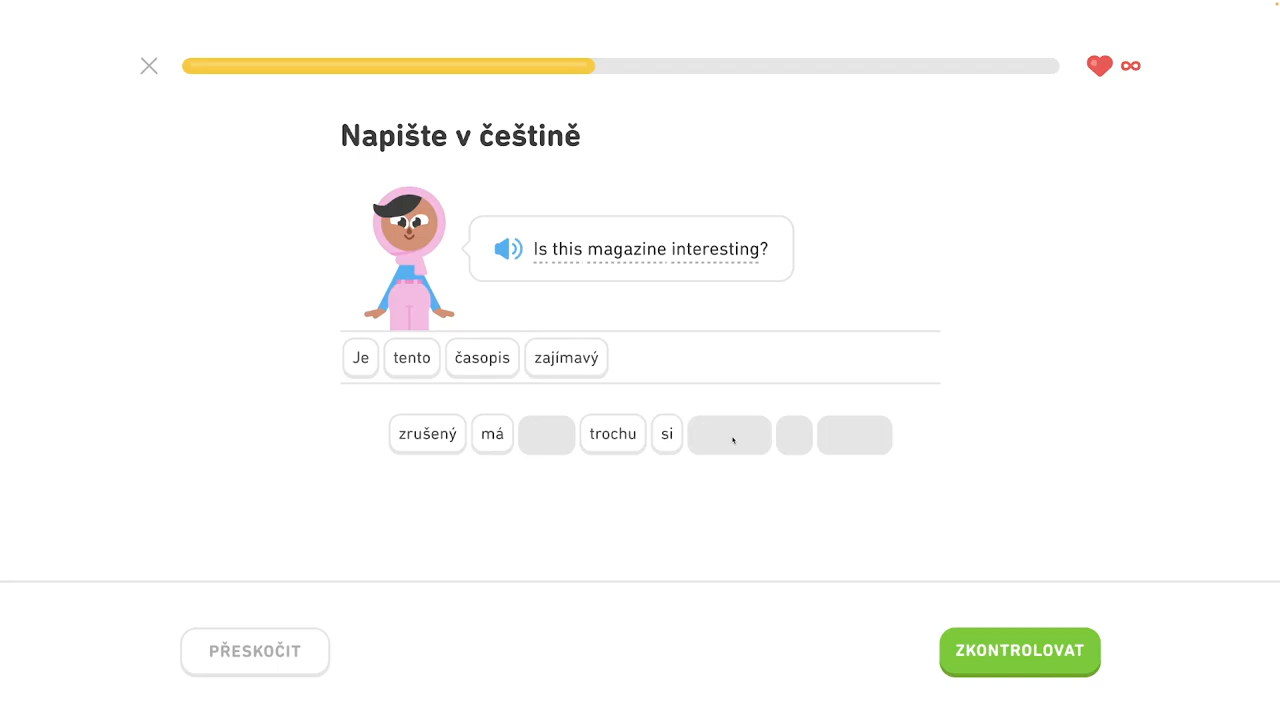 ∞
Napište v češtině
Is this magazine interesting?
Je tento časopis zajímavý
zrušený má trochu si
PŘESKOČIT
ZKONTROLOVAT